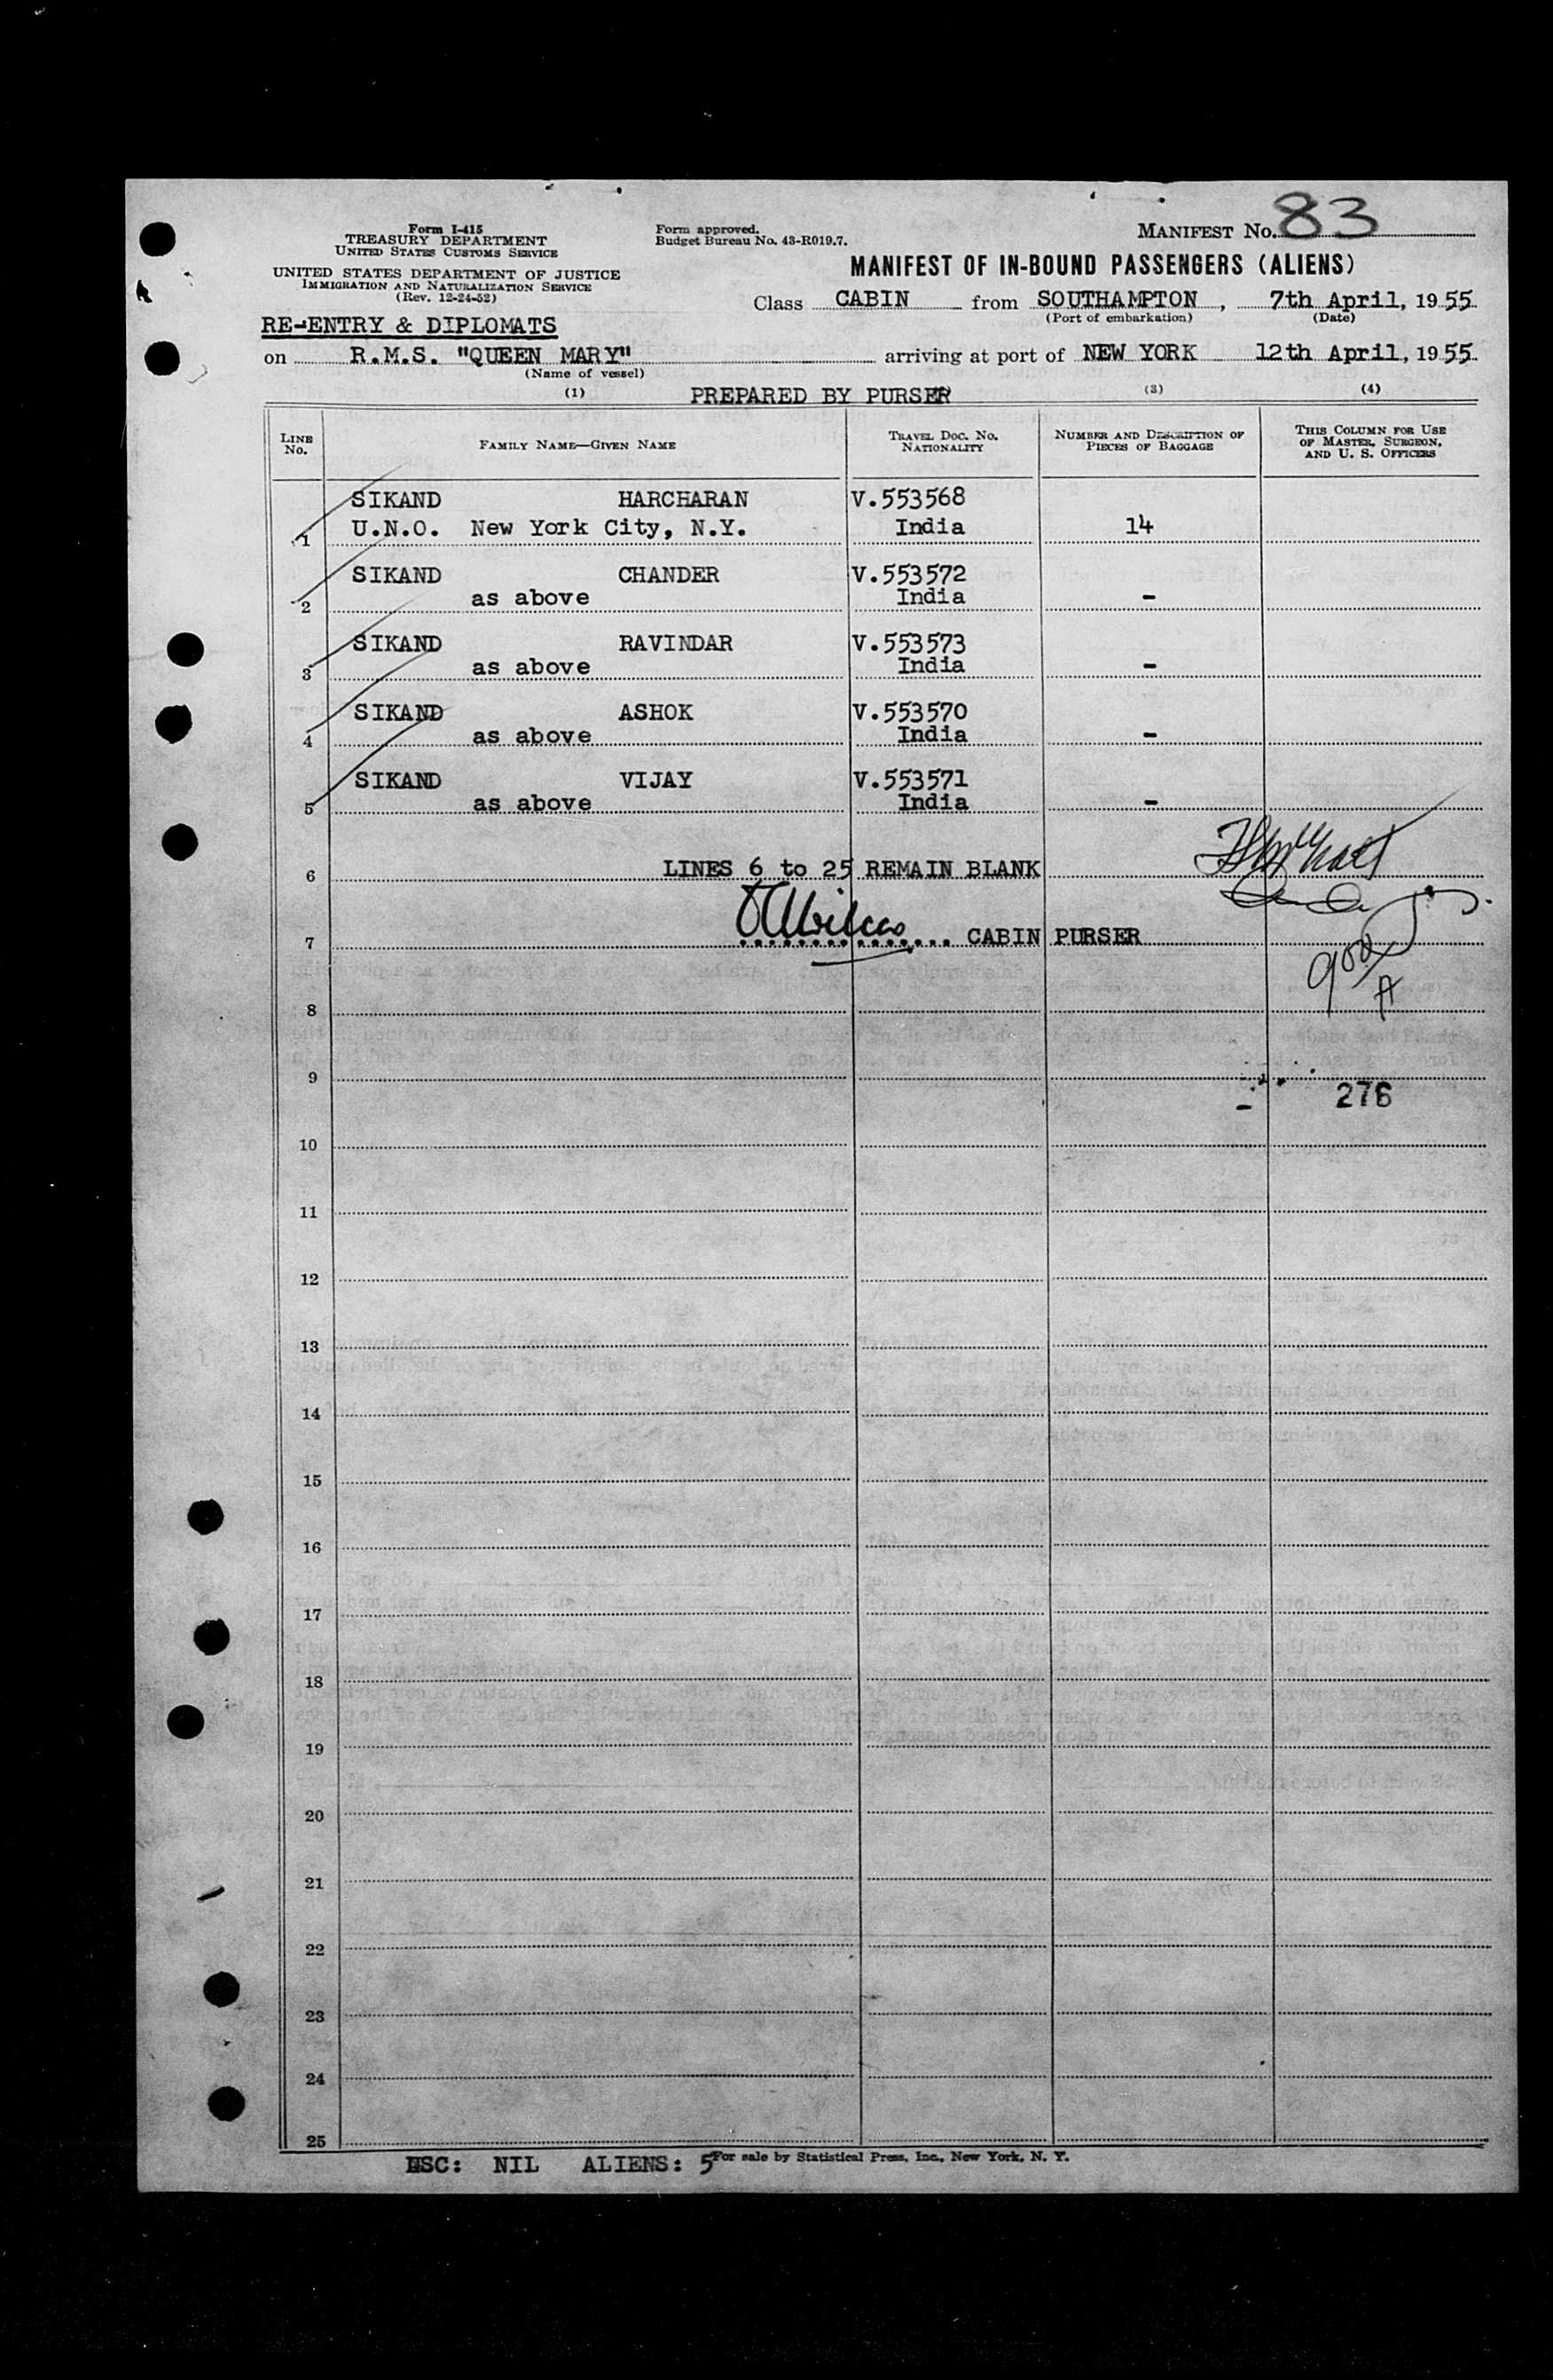 Form I-415
TREASURY DEPARTMENT
UNITED STATES CUSTOMS SERVICE
UNITED STATES DEPARTMENT OF JUSTICE
IMMIGRATION AND NATURALIZATION SERVICE
(Rev. 12-24-52)
Form approved.
Budget Bureau No. 43-R019.7.
MANIFEST NO. 83
MANIFEST OF IN-BOUND PASSENGERS (ALIENS)
Class CABIN from SOUTHAMPTON, 7th April, 1955
(Port of embarkation) (Date)
RE-ENTRY & DIPLOMATS
on R.M.S. "QUEEN MARY" arriving at port of NEW YORK 12th April, 1955
(Name of vessel)
(1) PREPARED BY PURSER (3) (4)
LINE NO. FAMILY NAME—GIVEN NAME TRAVEL DOC. NO. NATIONALITY NUMBER AND DESCRIPTION OF PIECES OF BAGGAGE THIS COLUMN FOR USE OF MASTER, SURGEON, AND U. S. OFFICERS
SIKAND HARCHARAN V.553568
1 U.N.O. New York City, N.Y. India 14
SIKAND CHANDER V.553572
2 as above India -
SIKAND RAVINDAR V.553573
3 as above India -
SIKAND ASHOK V.553570
4 as above India -
SIKAND VIJAY V.553571
5 as above India -
6 LINES 6 to 25 REMAIN BLANK
7 CABIN PURSER
8
9
276
10
11
12
13
14
15
16
17
18
19
20
21
22
23
24
25
USC: NIL ALIENS: 5 For sale by Statistical Press, Inc., New York, N. Y.